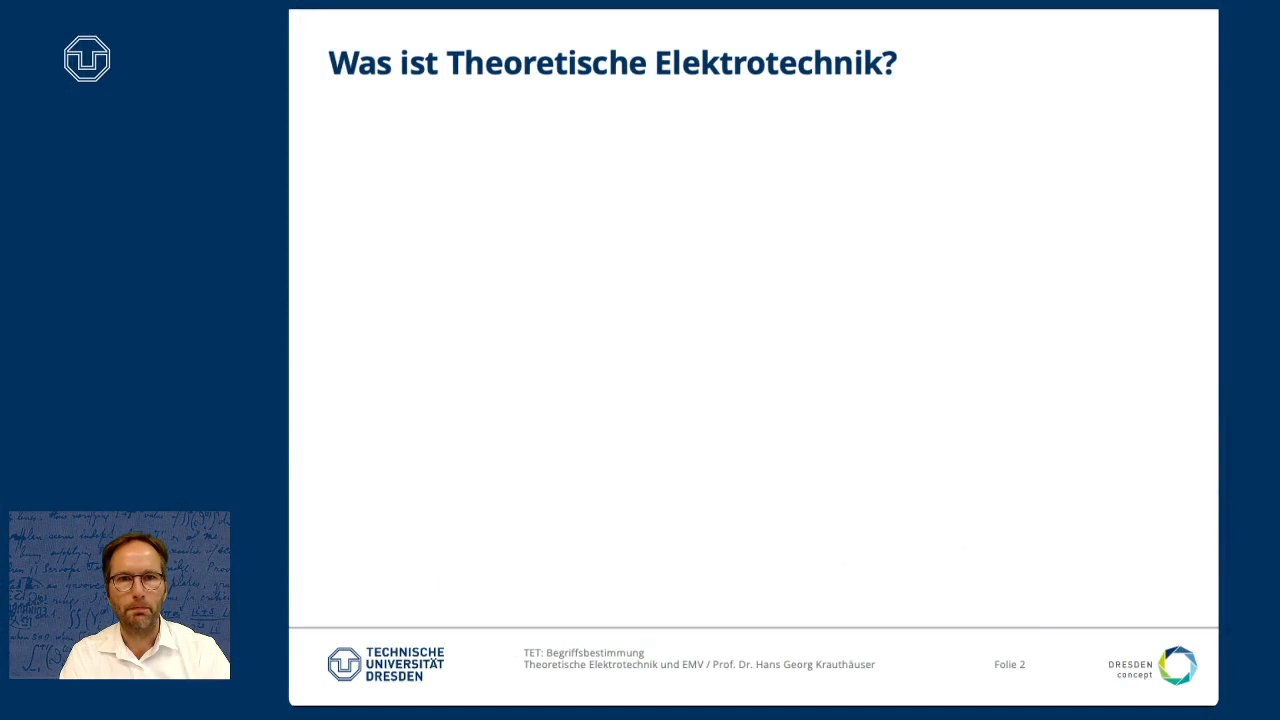 Was ist Theoretische Elektrotechnik?
TECHNISCHE
UNIVERSITÄT
DRESDEN
TET: Begriffsbestimmung
Theoretische Elektrotechnik und EMV / Prof. Dr. Hans Georg Krauthäuser
Folie 2
DRESDEN
concept